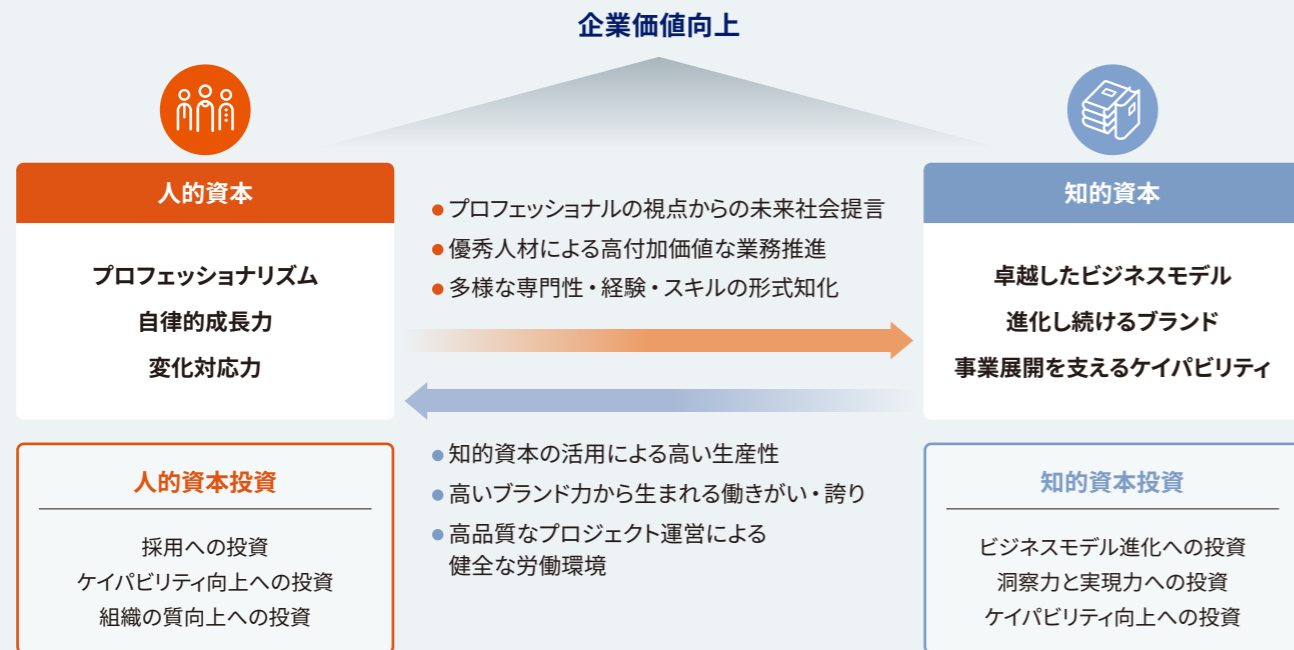 企業価値向上
人的資本
プロフェッショナリズム
自律的成長力
変化対応力
人的資本投資
採用への投資
ケイパビリティ向上への投資
組織の質向上への投資
● プロフェッショナルの視点からの未来社会提言
● 優秀人材による高付加価値な業務推進
● 多様な専門性・経験・スキルの形式知化
● 知的資本の活用による高い生産性
● 高いブランド力から生まれる働きがい・誇り
● 高品質なプロジェクト運営による
健全な労働環境
知的資本
卓越したビジネスモデル
進化し続けるブランド
事業展開を支えるケイパビリティ
知的資本投資
ビジネスモデル進化への投資
洞察力と実現力への投資
ケイパビリティ向上への投資